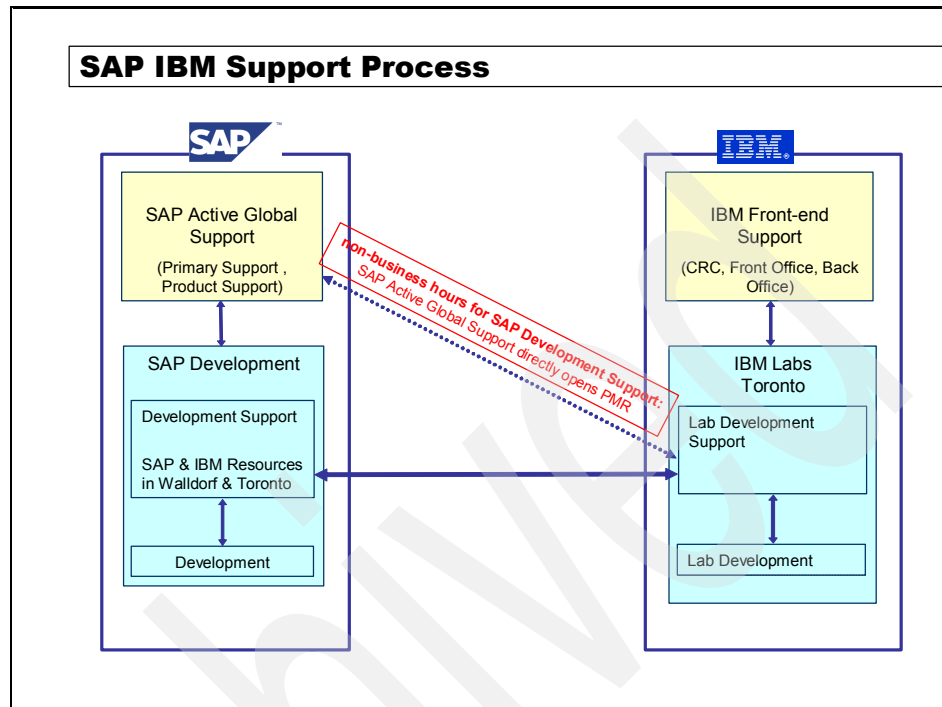 SAP IBM Support Process
SAP
™
IBM®
SAP Active Global
Support
(Primary Support ,
Product Support)
non-business hours for SAP Development Support:
SAP Active Global Support directly opens PMR
IBM Front-end
Support
(CRC, Front Office, Back
Office)
SAP Development
Development Support
SAP & IBM Resources
in Walldorf & Toronto
Development
IBM Labs
Toronto
Lab Development
Support
Lab Development